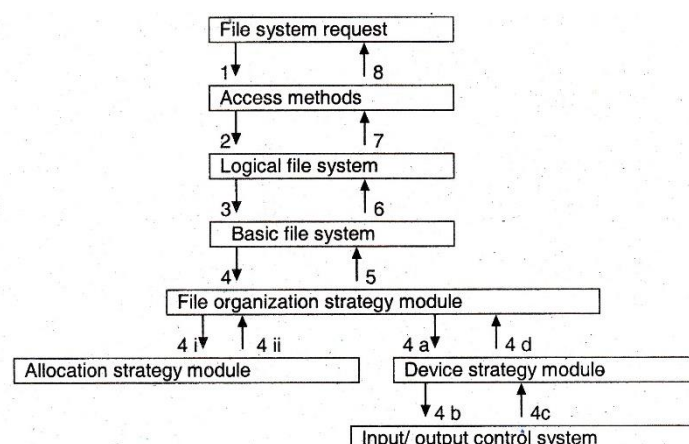 File system request
1 8
Access methods
2 7
Logical file system
3 6
Basic file system
4 5
File organization strategy module
4 i 4 ii 4 a 4 d
Allocation strategy module Device strategy module
4 b 4c
Input/ output control system